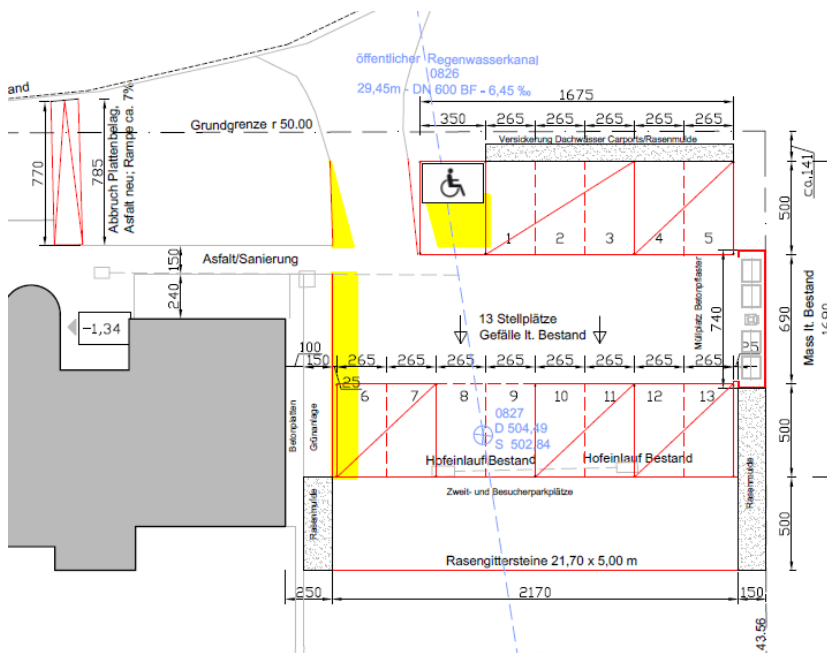 öffentlicher Regenwasserkanal
0826
29,45m - DN 600 BF - 6,45 ‰
and
1675
350 265 265 265 265 265
Grundgrenze r 50.00
Versickerung Dachwässer Carports/Rasenmulde
770
785
Abbruch Plattenbelag,
Asfalt neu; Rampe ca. 7%
ca.141
500
1 2 3 4 5
Asfalt/Sanierung
150
240
-1,34
13 Stellplätze
Gefälle lt. Bestand
Müllplatz Betonpflaster
740
690
Mass lt. Bestand
1690
100
150 265 265 265 265 265 265 265 265 25
25
6 7 8 9 10 11 12 13
0827
D 504,49
S 502,84
Hofeinlauf Bestand
Hofeinlauf Bestand
500
Betonplatten
Grünanlage
Zweit- und Besucherparkplätze
Rasenmulde
Rasenmulde
500
Rasengittersteine 21,70 x 5,00 m
250 2170 150
43.56